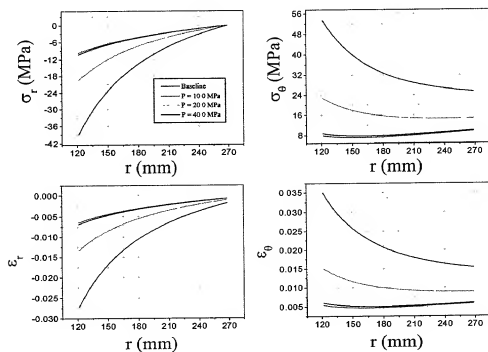 0
-6
-12
-18
-24
-30
-36
-42
σr (MPa)
Baseline
P = 10.0 MPa
P = 20.0 MPa
P = 40.0 MPa
120 150 180 210 240 270
r (mm)
56
48
40
32
24
16
8
σθ (MPa)
120 150 180 210 240 270
r (mm)
0.000
-0.005
-0.010
-0.015
-0.020
-0.025
-0.030
εr
120 150 180 210 240 270
r (mm)
0.035
0.030
0.025
0.020
0.015
0.010
0.005
εθ
120 150 180 210 240 270
r (mm)